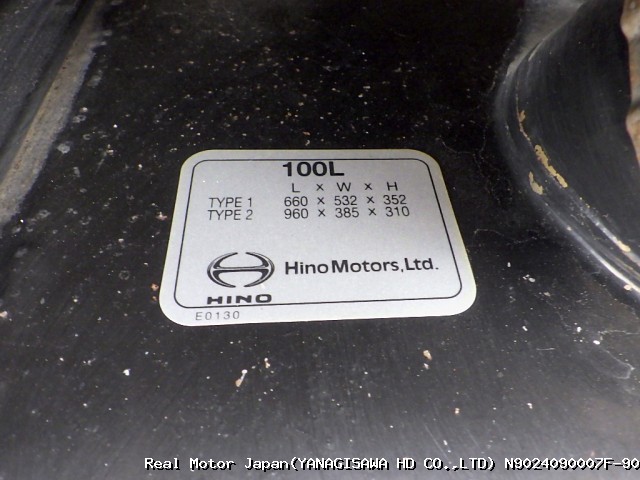 100L
L × W × H
TYPE 1 660 × 532 × 352
TYPE 2 960 × 385 × 310
HINO
Hino Motors, Ltd.
E0130
Real Motor Japan(YANAGISAWA HD CO.,LTD) N9024090007F-90